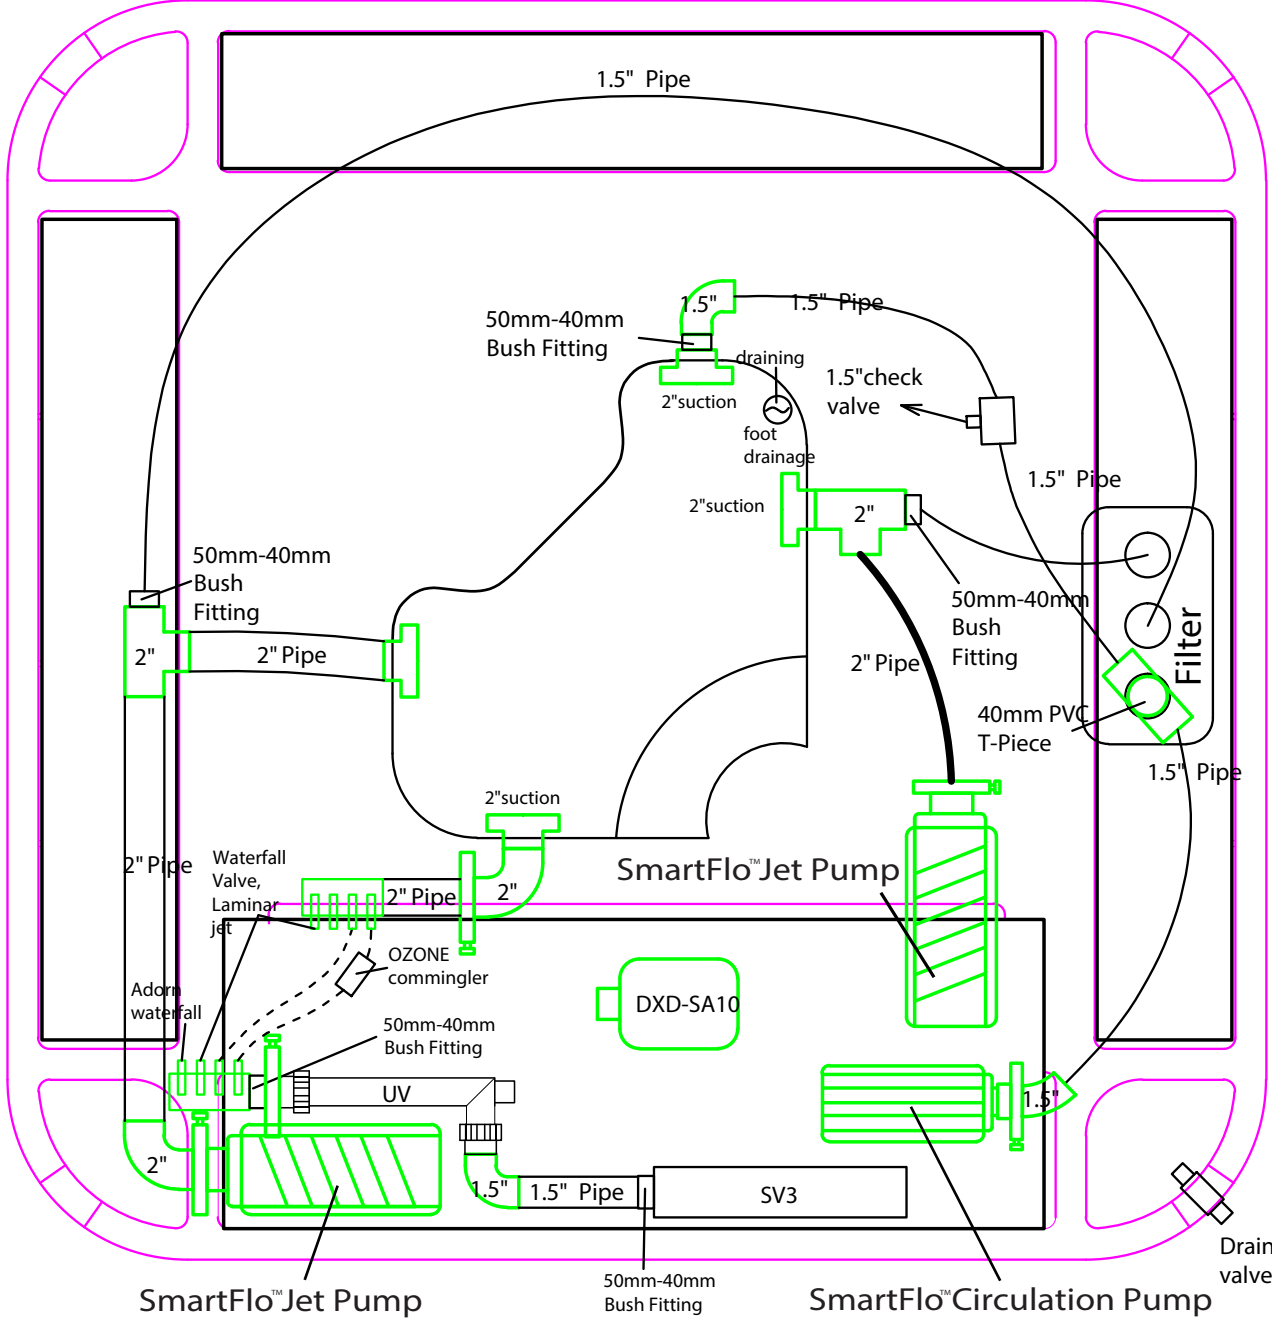 1.5" Pipe
1.5"
1.5" Pipe
50mm-40mm
Bush Fitting
draining
2"suction
1.5"check
valve
foot
drainage
1.5" Pipe
2"suction
2"
50mm-40mm
Bush
Fitting
50mm-40mm
Bush
Fitting
2"
2" Pipe
2" Pipe
Filter
40mm PVC
T-Piece
1.5" Pipe
2"suction
2" Pipe
Waterfall
Valve,
Laminar
jet
2" Pipe
2"
SmartFlo™Jet Pump
OZONE
commingler
Adorn
waterfall
50mm-40mm
Bush Fitting
DXD-SA10
UV
1.5"
2"
1.5"
1.5" Pipe
SV3
Drain
valve
50mm-40mm
Bush Fitting
SmartFlo™Jet Pump
SmartFlo™Circulation Pump